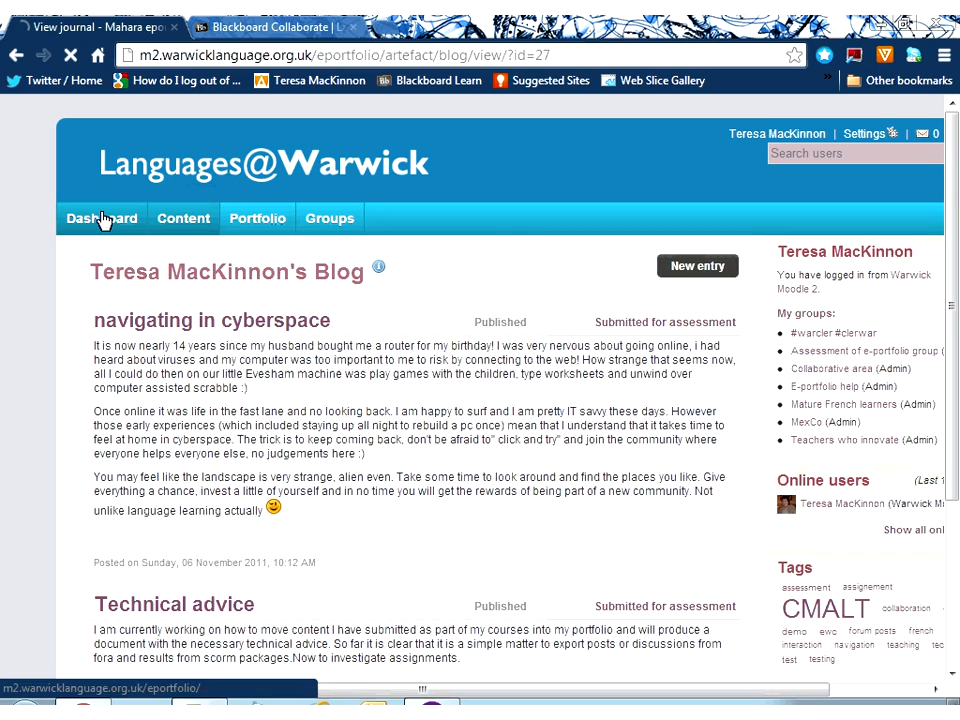 View journal - Mahara epo
Blackboard Collaborate | L
m2.warwicklanguage.org.uk/eportfolio/artefact/blog/view/?id=27
Twitter / Home
How do I log out of ...
Teresa MacKinnon
Bb Blackboard Learn
Suggested Sites
Web Slice Gallery
»
Other bookmarks
Teresa MacKinnon | Settings | 0
Search users
Languages@Warwick
Dashboard Content Portfolio Groups
Teresa MacKinnon's Blog
New entry
navigating in cyberspace
Published
Submitted for assessment
It is now nearly 14 years since my husband bought me a router for my birthday! I was very nervous about going online, i had
heard about viruses and my computer was too important to me to risk by connecting to the web! How strange that seems now,
all I could do then on our little Evesham machine was play games with the children, type worksheets and unwind over
computer assisted scrabble :)
Once online it was life in the fast lane and no looking back. I am happy to surf and I am pretty IT savvy these days. However
those early experiences (which included staying up all night to rebuild a pc once) mean that I understand that it takes time to
feel at home in cyberspace. The trick is to keep coming back, don't be afraid to" click and try" and join the community where
everyone helps everyone else, no judgements here :)
You may feel like the landscape is very strange, alien even. Take some time to look around and find the places you like. Give
everything a chance, invest a little of yourself and in no time you will get the rewards of being part of a new community. Not
unlike language learning actually
Posted on Sunday, 06 November 2011, 10:12 AM
Technical advice
Published
Submitted for assessment
I am currently working on how to move content I have submitted as part of my courses into my portfolio and will produce a
document with the necessary technical advice. So far it is clear that it is a simple matter to export posts or discussions from
fora and results from scorm packages.Now to investigate assignments.
Teresa MacKinnon
You have logged in from Warwick
Moodle 2.
My groups:
#warcler #clerwar
Assessment of e-portfolio group (
Collaborative area (Admin)
E-portfolio help (Admin)
Mature French learners (Admin)
MexCo (Admin)
Teachers who innovate (Admin)
Online users
(Last 1
Teresa MacKinnon (Warwick M
Show all onl
Tags
assessment assignement
CMALT collaboration
demo ewc forum posts french
interaction navigation teaching tec
test testing
m2.warwicklanguage.org.uk/eportfolio/